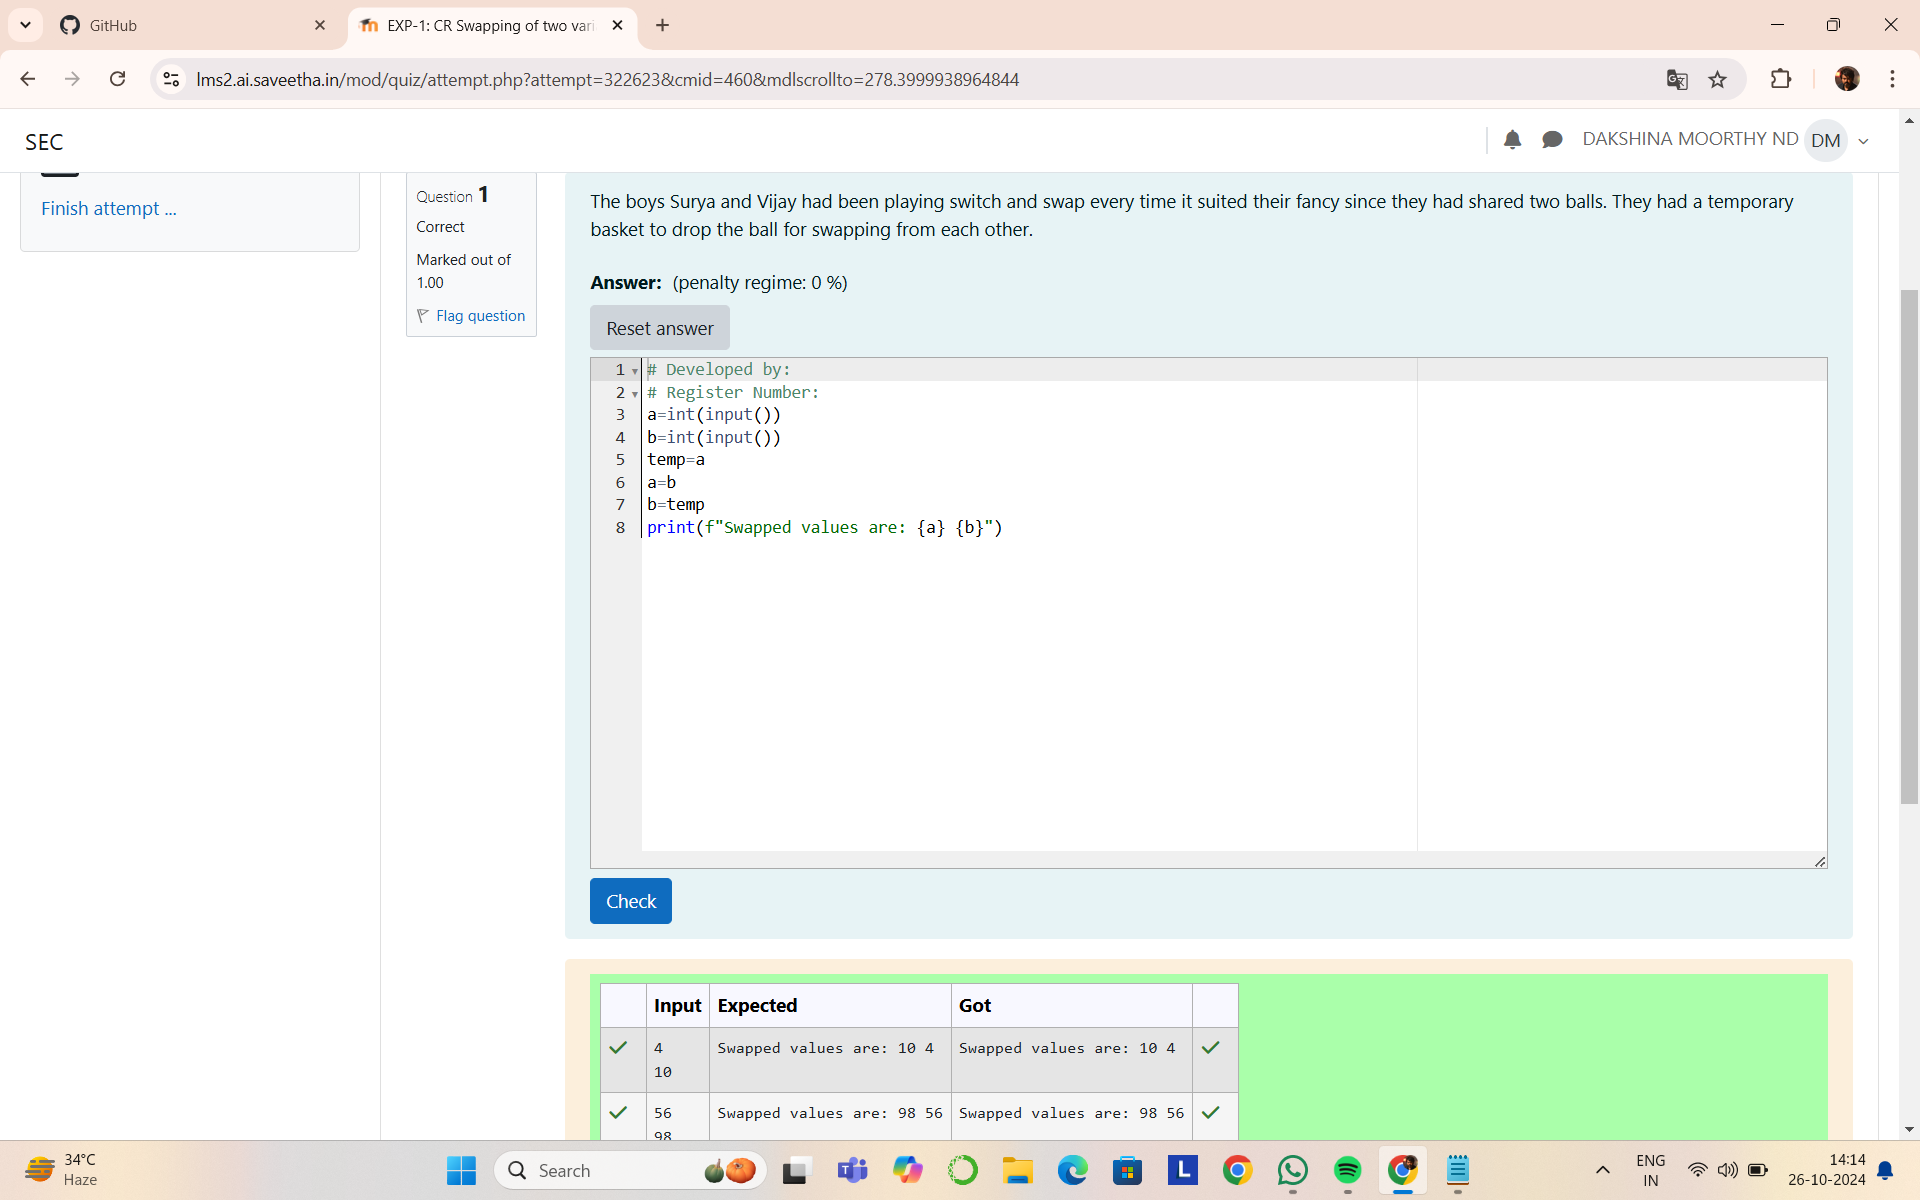 GitHub
EXP-1: CR Swapping of two vari
lms2.ai.saveetha.in/mod/quiz/attempt.php?attempt=322623&cmid=460&mdlscrollto=278.3999938964844
SEC
DAKSHINA MOORTHY ND DM
Finish attempt ...
Question 1
Correct
Marked out of
1.00
Flag question
The boys Surya and Vijay had been playing switch and swap every time it suited their fancy since they had shared two balls. They had a temporary
basket to drop the ball for swapping from each other.
Answer: (penalty regime: 0 %)
Reset answer
1 # Developed by:
2 # Register Number:
3 a=int(input())
4 b=int(input())
5 temp=a
6 a=b
7 b=temp
8 print(f"Swapped values are: {a} {b}")
Check
Input Expected Got
4 Swapped values are: 10 4 Swapped values are: 10 4
10
56 Swapped values are: 98 56 Swapped values are: 98 56
98
34°C
Haze
Search
L
ENG
IN
14:14
26-10-2024